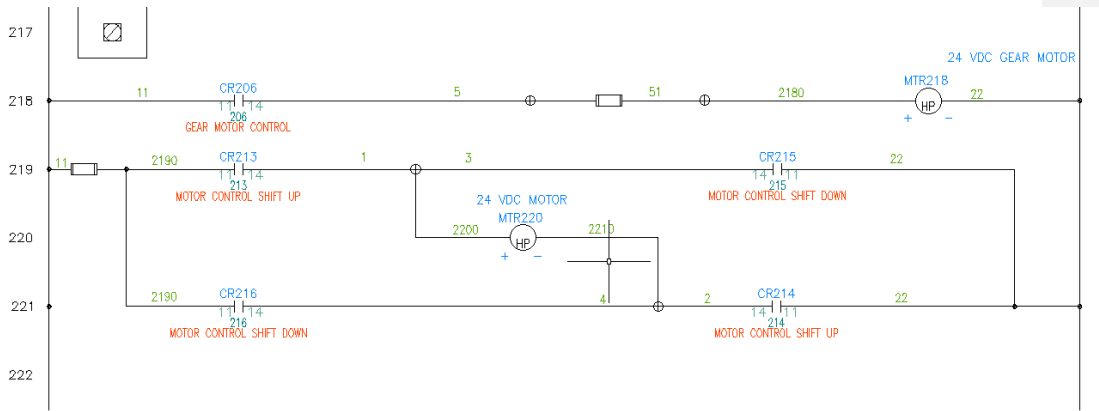 217
24 VDC GEAR MOTOR
218 11 CR206 5 51 2180 MTR218 22
11 14 HP
206 + -
GEAR MOTOR CONTROL
219 11 2190 CR213 1 3 CR215 22
11 14 14 11
213 215
MOTOR CONTROL SHIFT UP MOTOR CONTROL SHIFT DOWN
24 VDC MOTOR
MTR220
220 2200 HP 2210
+ -
221 2190 CR216 4 2 CR214 22
11 14 14 11
216 214
MOTOR CONTROL SHIFT DOWN MOTOR CONTROL SHIFT UP
222